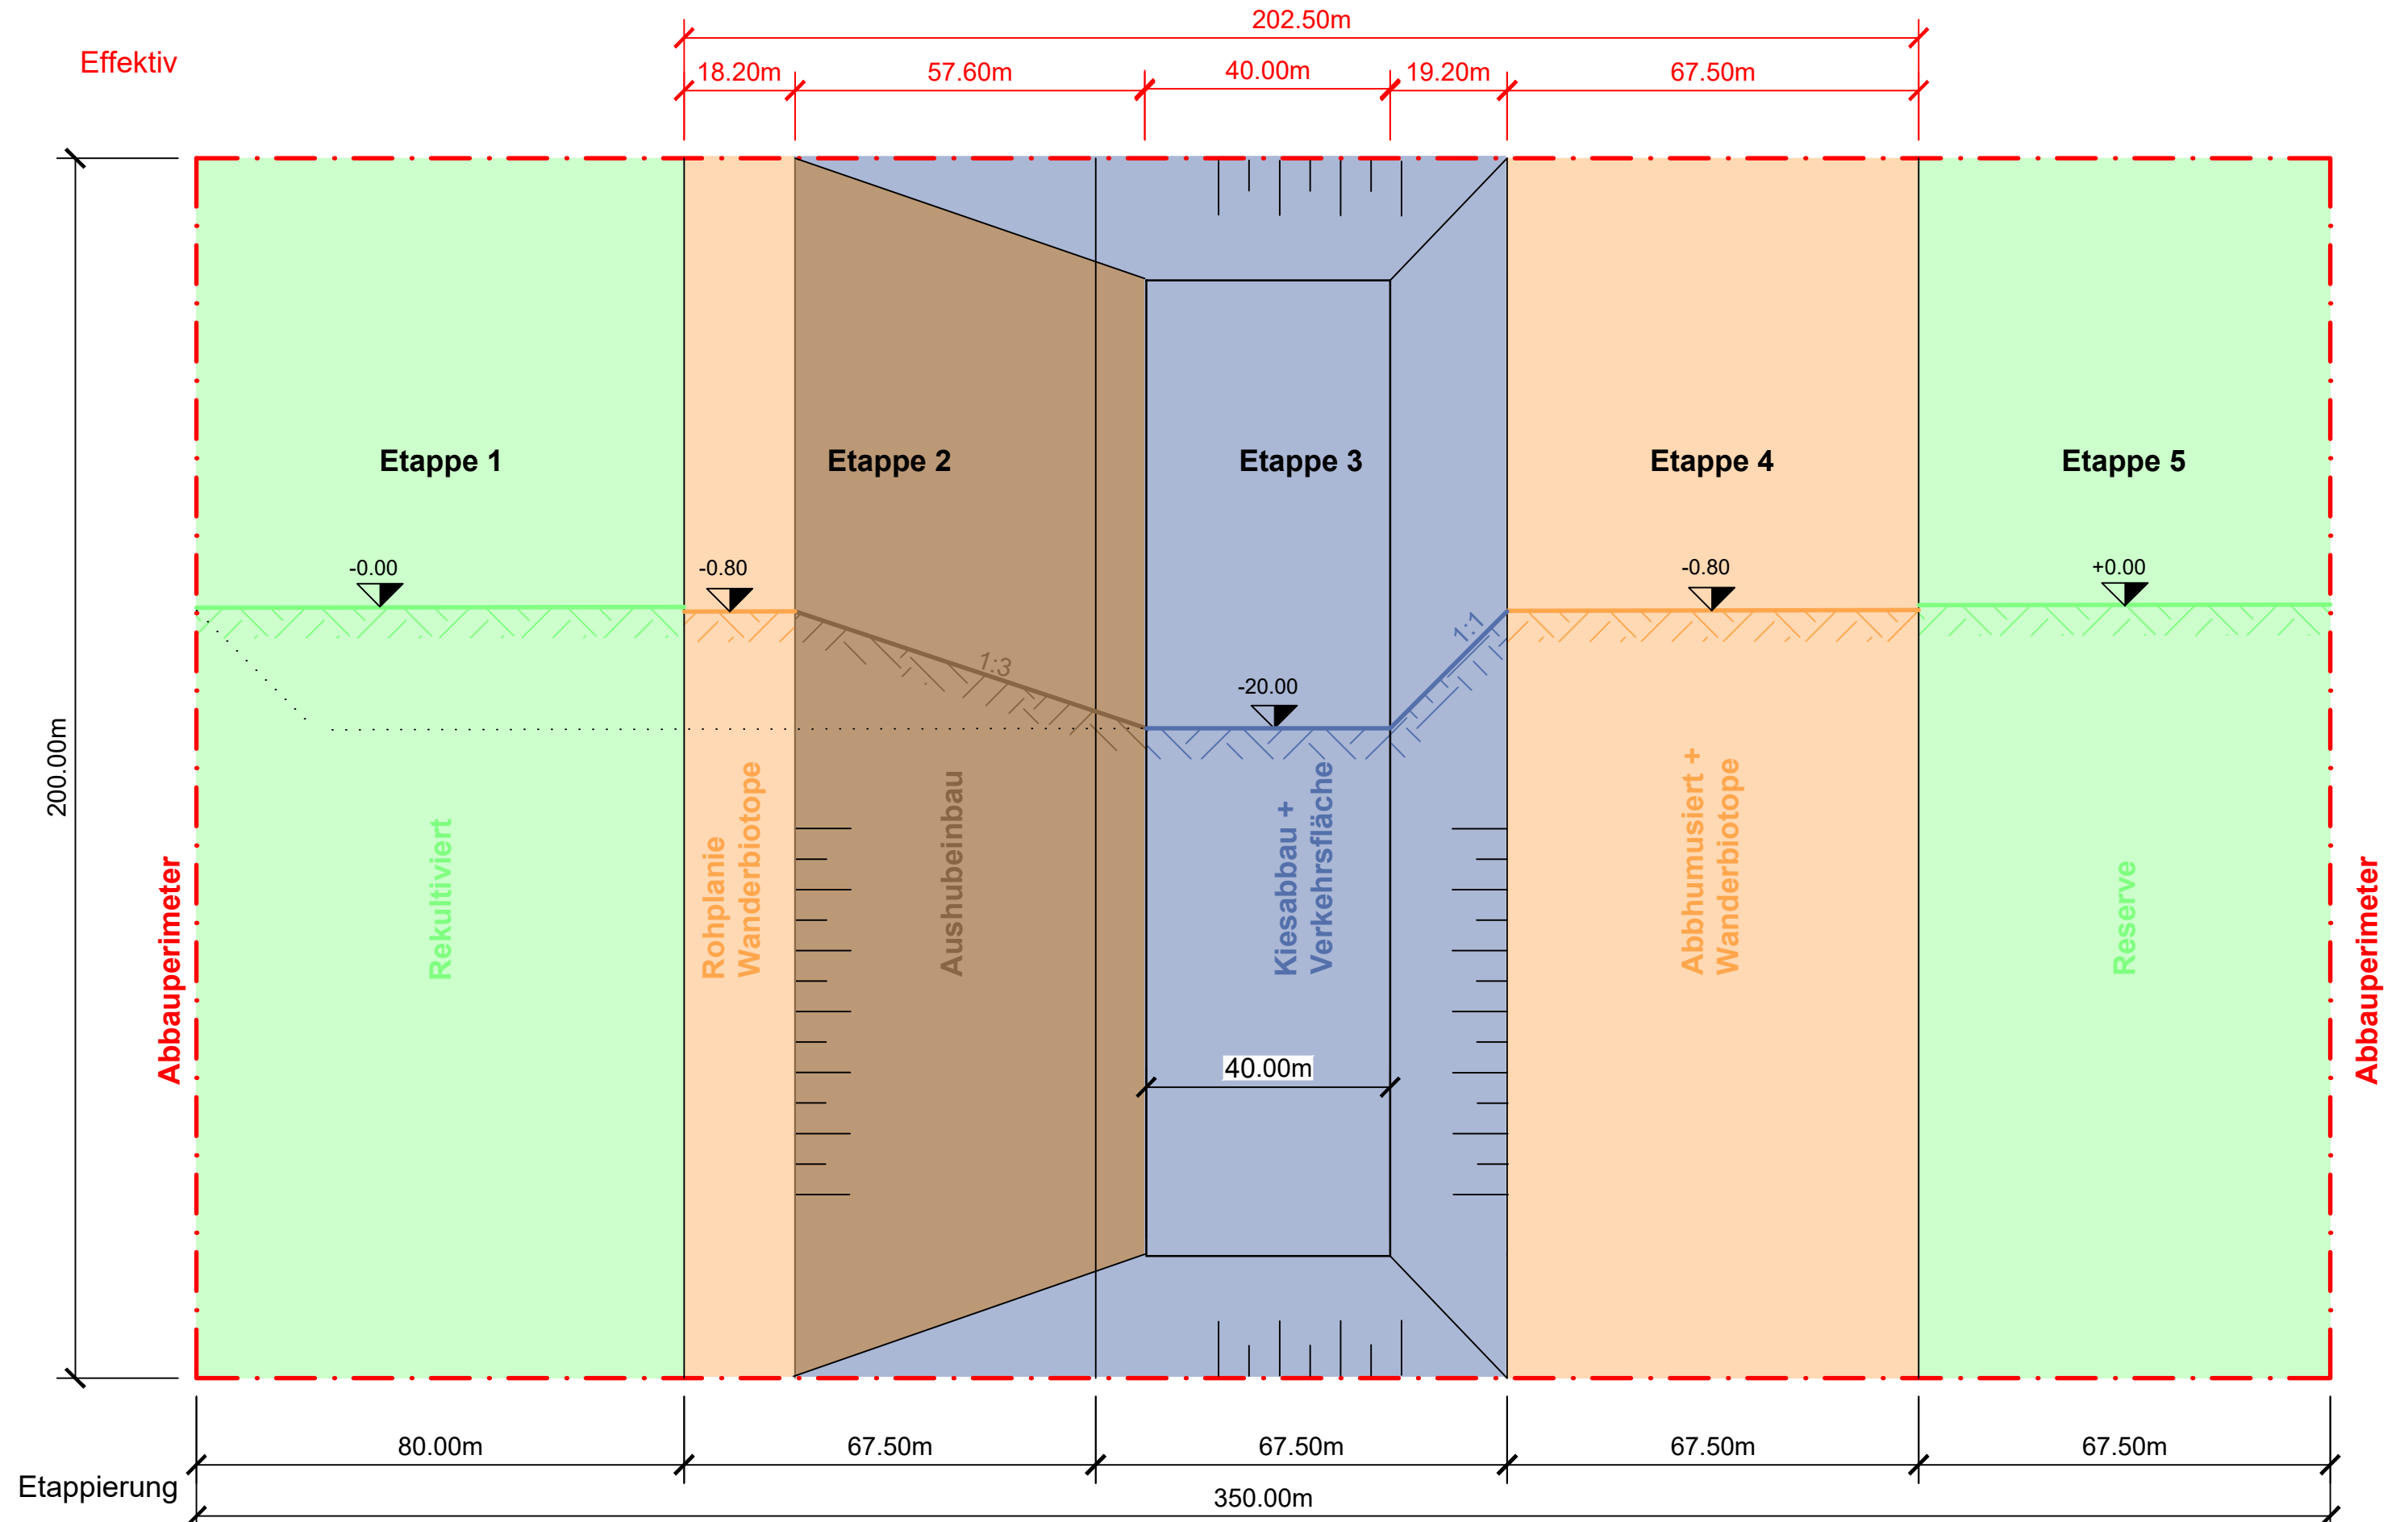 202.50m
Effektiv
18.20m
57.60m
40.00m
19.20m
67.50m
Etappe 1
Etappe 2
Etappe 3
Etappe 4
Etappe 5
-0.00
-0.80
-0.80
+0.00
1:3
1:1
-20.00
200.00m
Abbauperimeter
Rekultiviert
Rohplanie
Wanderbiotope
Aushubeinbau
Kiesabbau +
Verkehrsfläche
Abbhumusiert +
Wanderbiotope
Reserve
Abbauperimeter
40.00m
80.00m
67.50m
67.50m
67.50m
67.50m
Etappierung
350.00m